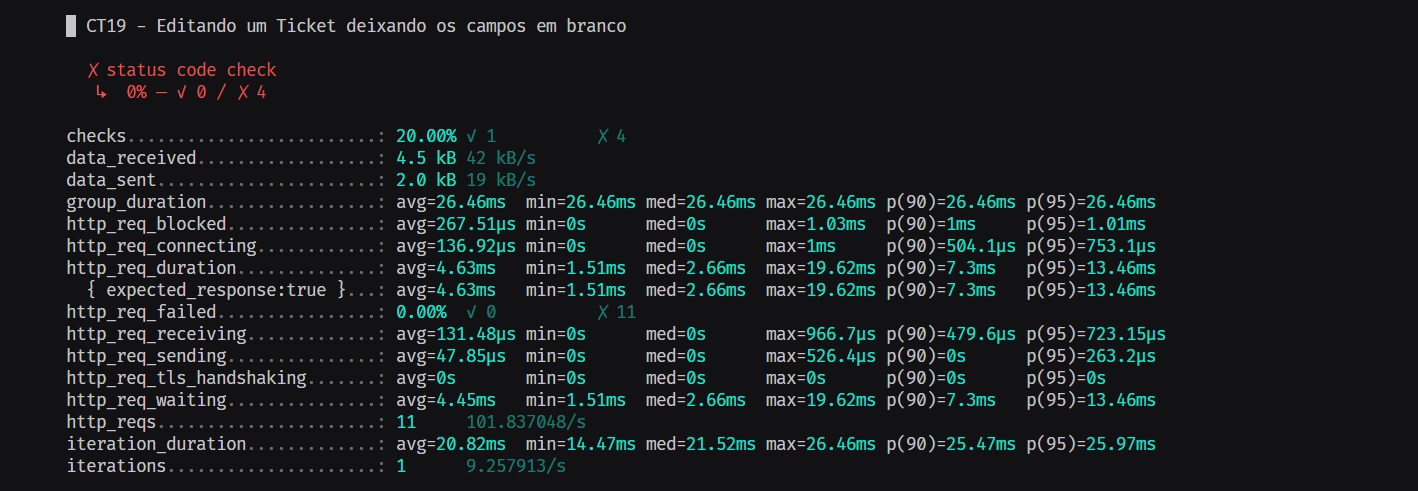 █ CT19 - Editando um Ticket deixando os campos em branco
✗ status code check
↳ 0% — ✓ 0 / ✗ 4
checks.........................: 20.00% ✓ 1 ✗ 4
data_received..................: 4.5 kB 42 kB/s
data_sent......................: 2.0 kB 19 kB/s
group_duration.................: avg=26.46ms min=26.46ms med=26.46ms max=26.46ms p(90)=26.46ms p(95)=26.46ms
http_req_blocked...............: avg=267.51µs min=0s med=0s max=1.03ms p(90)=1ms p(95)=1.01ms
http_req_connecting............: avg=136.92µs min=0s med=0s max=1ms p(90)=504.1µs p(95)=753.1µs
http_req_duration..............: avg=4.63ms min=1.51ms med=2.66ms max=19.62ms p(90)=7.3ms p(95)=13.46ms
{ expected_response:true }...: avg=4.63ms min=1.51ms med=2.66ms max=19.62ms p(90)=7.3ms p(95)=13.46ms
http_req_failed................: 0.00% ✓ 0 ✗ 11
http_req_receiving.............: avg=131.48µs min=0s med=0s max=966.7µs p(90)=479.6µs p(95)=723.15µs
http_req_sending...............: avg=47.85µs min=0s med=0s max=526.4µs p(90)=0s p(95)=263.2µs
http_req_tls_handshaking.......: avg=0s min=0s med=0s max=0s p(90)=0s p(95)=0s
http_req_waiting...............: avg=4.45ms min=1.51ms med=2.66ms max=19.62ms p(90)=7.3ms p(95)=13.46ms
http_reqs......................: 11 101.837048/s
iteration_duration.............: avg=20.82ms min=14.47ms med=21.52ms max=26.46ms p(90)=25.47ms p(95)=25.97ms
iterations.....................: 1 9.257913/s